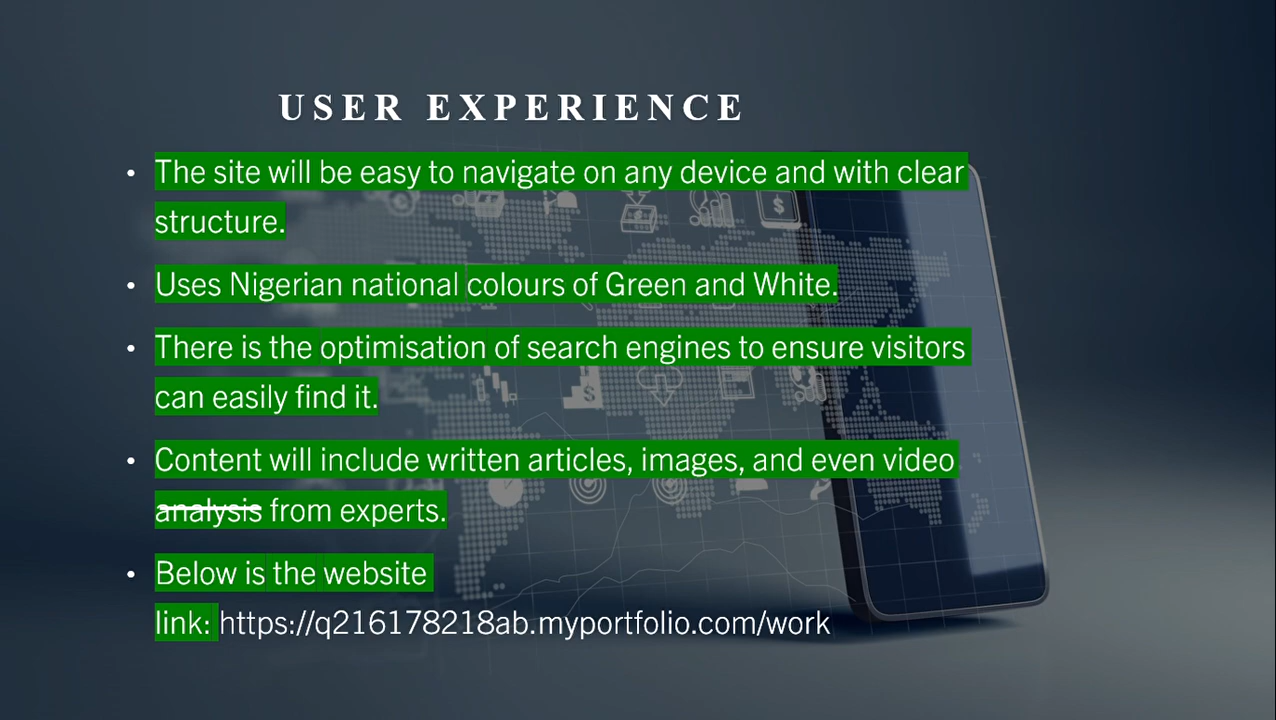 USER EXPERIENCE
• The site will be easy to navigate on any device and with clear
structure.
• Uses Nigerian national colours of Green and White.
• There is the optimisation of search engines to ensure visitors
can easily find it.
• Content will include written articles, images, and even video
analysis from experts.
• Below is the website
link: https://q216178218ab.myportfolio.com/work